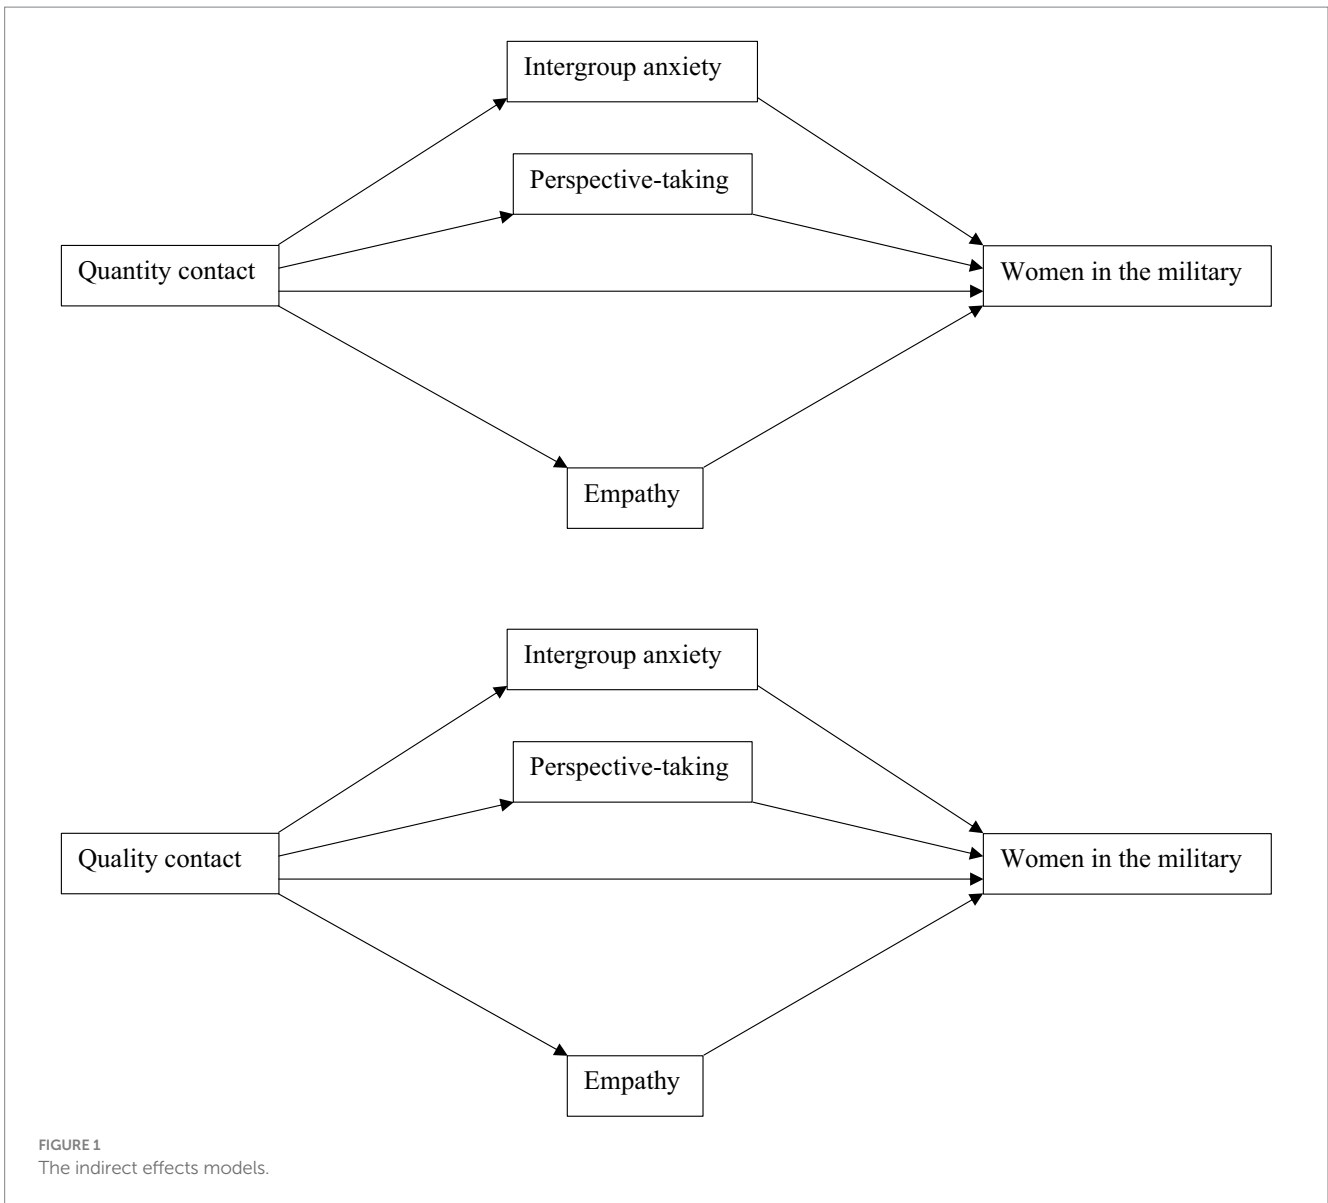 Intergroup anxiety
Perspective-taking
Quantity contact
Women in the military
Empathy
Intergroup anxiety
Perspective-taking
Quality contact
Women in the military
Empathy
FIGURE 1
The indirect effects models.